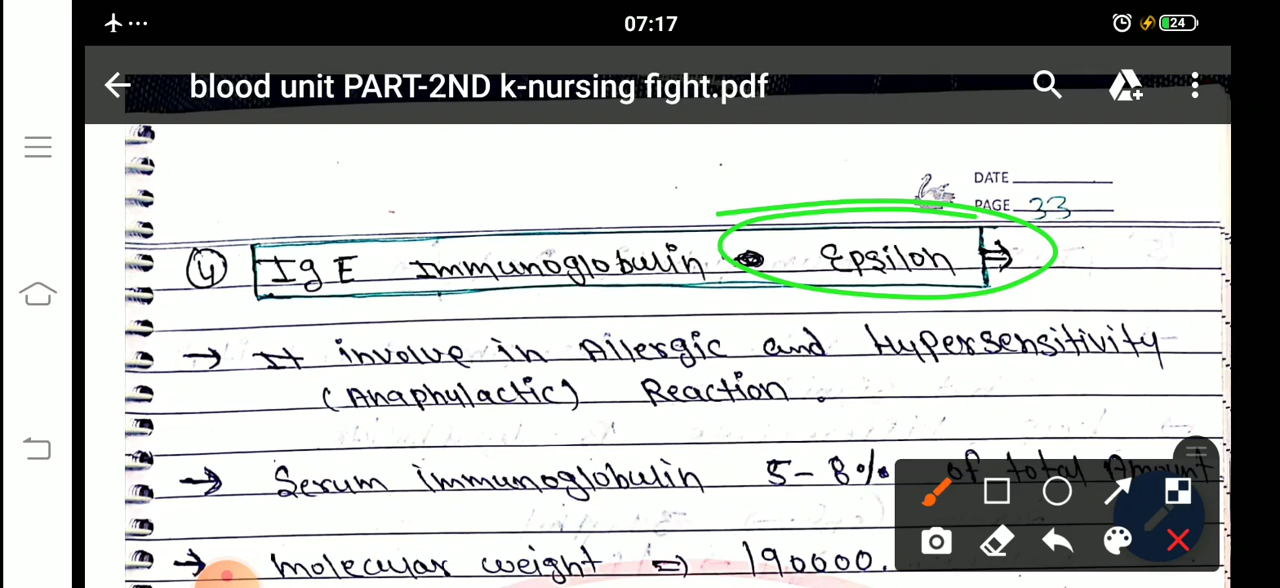 07:17
24
blood unit PART-2ND k-nursing fight.pdf
DATE
PAGE 33
4 IgE Immunoglobulin Epsilon ⇒
→ It involve in Allergic and Hypersensitivity
(Anaphylactic) Reaction.
→ Serum immunoglobulin 5-8% of total Amount.
→ molecular weight ⇒ 190000.